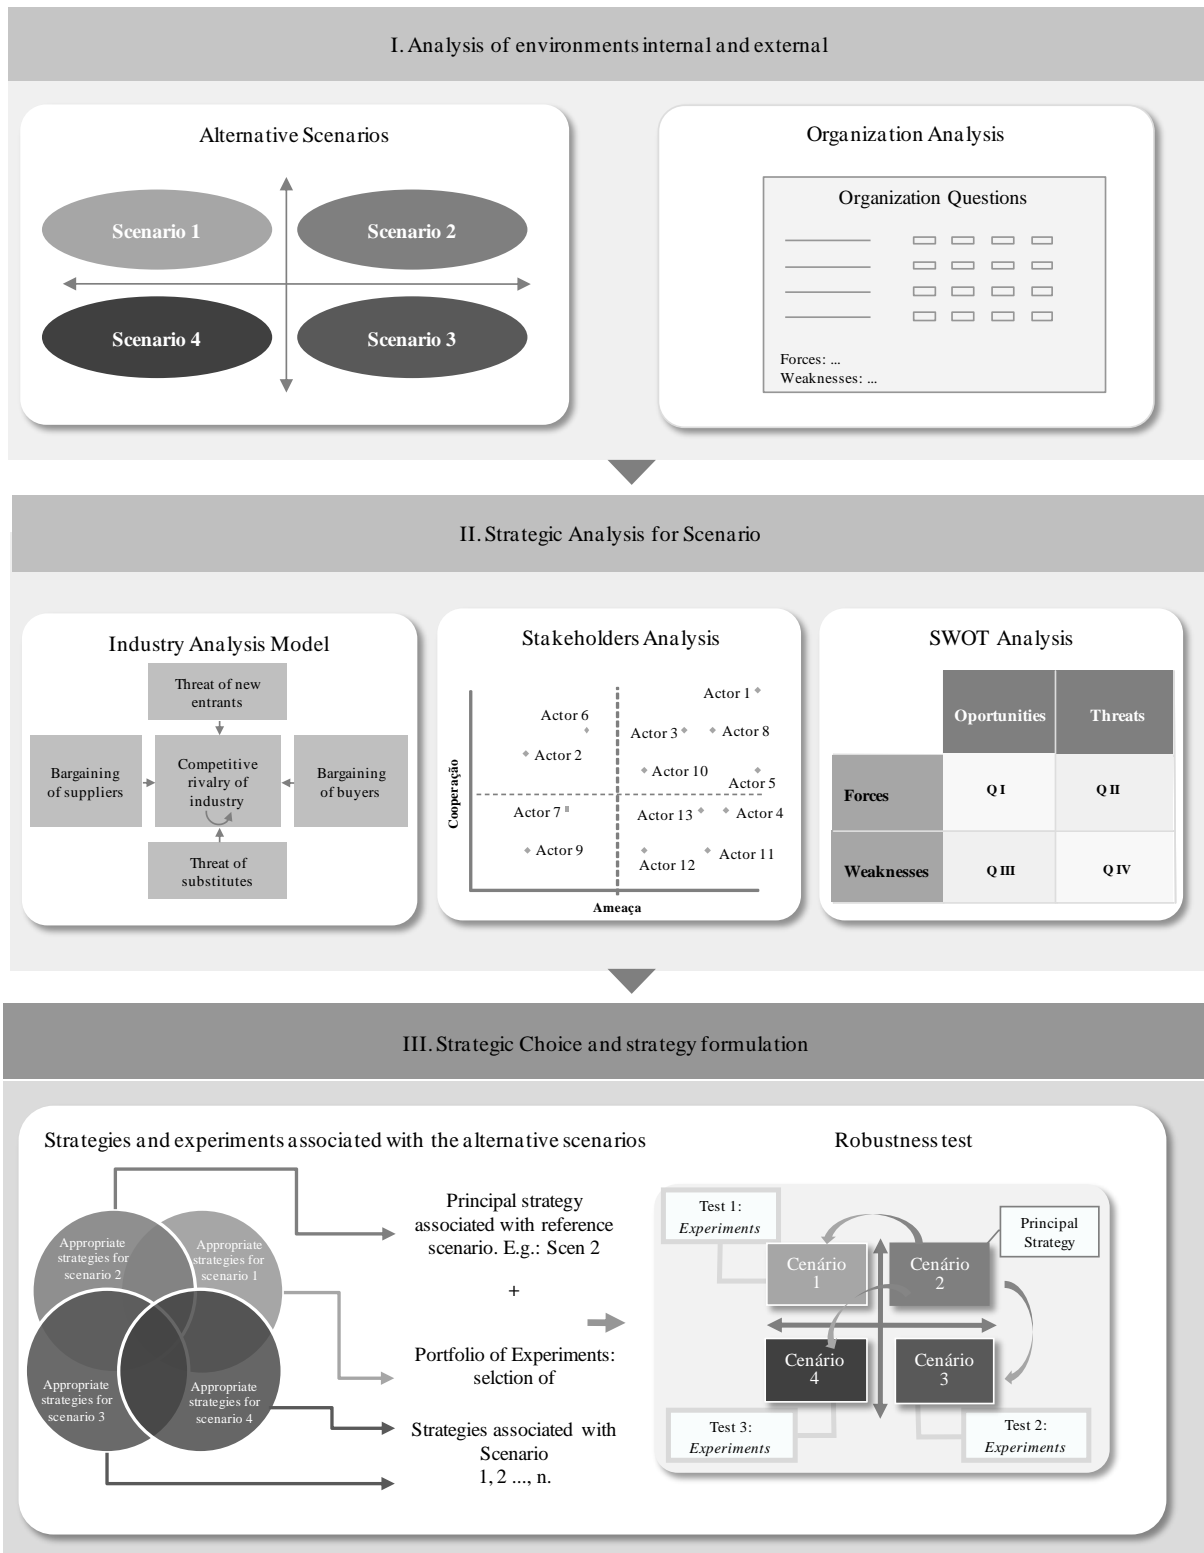 I. Analysis of environments internal and external
Alternative Scenarios
Scenario 1
Scenario 2
Scenario 4
Scenario 3
Organization Analysis
Organization Questions
Forces: ...
Weaknesses: ...
II. Strategic Analysis for Scenario
Industry Analysis Model
Threat of new
entrants
Bargaining
of suppliers
Competitive
rivalry of
industry
Bargaining
of buyers
Threat of
substitutes
Stakeholders Analysis
Cooperação
Actor 1
Actor 6
Actor 3
Actor 8
Actor 2
Actor 10
Actor 5
Actor 7
Actor 13
Actor 4
Actor 9
Actor 12
Actor 11
Ameaça
SWOT Analysis
Oportunities
Threats
Forces
Q I
Q II
Weaknesses
Q III
Q IV
III. Strategic Choice and strategy formulation
Strategies and experiments associated with the alternative scenarios
Appropriate
strategies for
scenario 2
Appropriate
strategies for
scenario 1
Appropriate
strategies for
scenario 3
Appropriate
strategies for
scenario 4
Principal strategy
associated with reference
scenario. E.g.: Scen 2
+
Portfolio of Experiments:
selction of
Strategies associated with
Scenario
1, 2 ..., n.
Robustness test
Test 1:
Experiments
Principal
Strategy
Cenário
1
Cenário
2
Cenário
4
Cenário
3
Test 3:
Experiments
Test 2:
Experiments